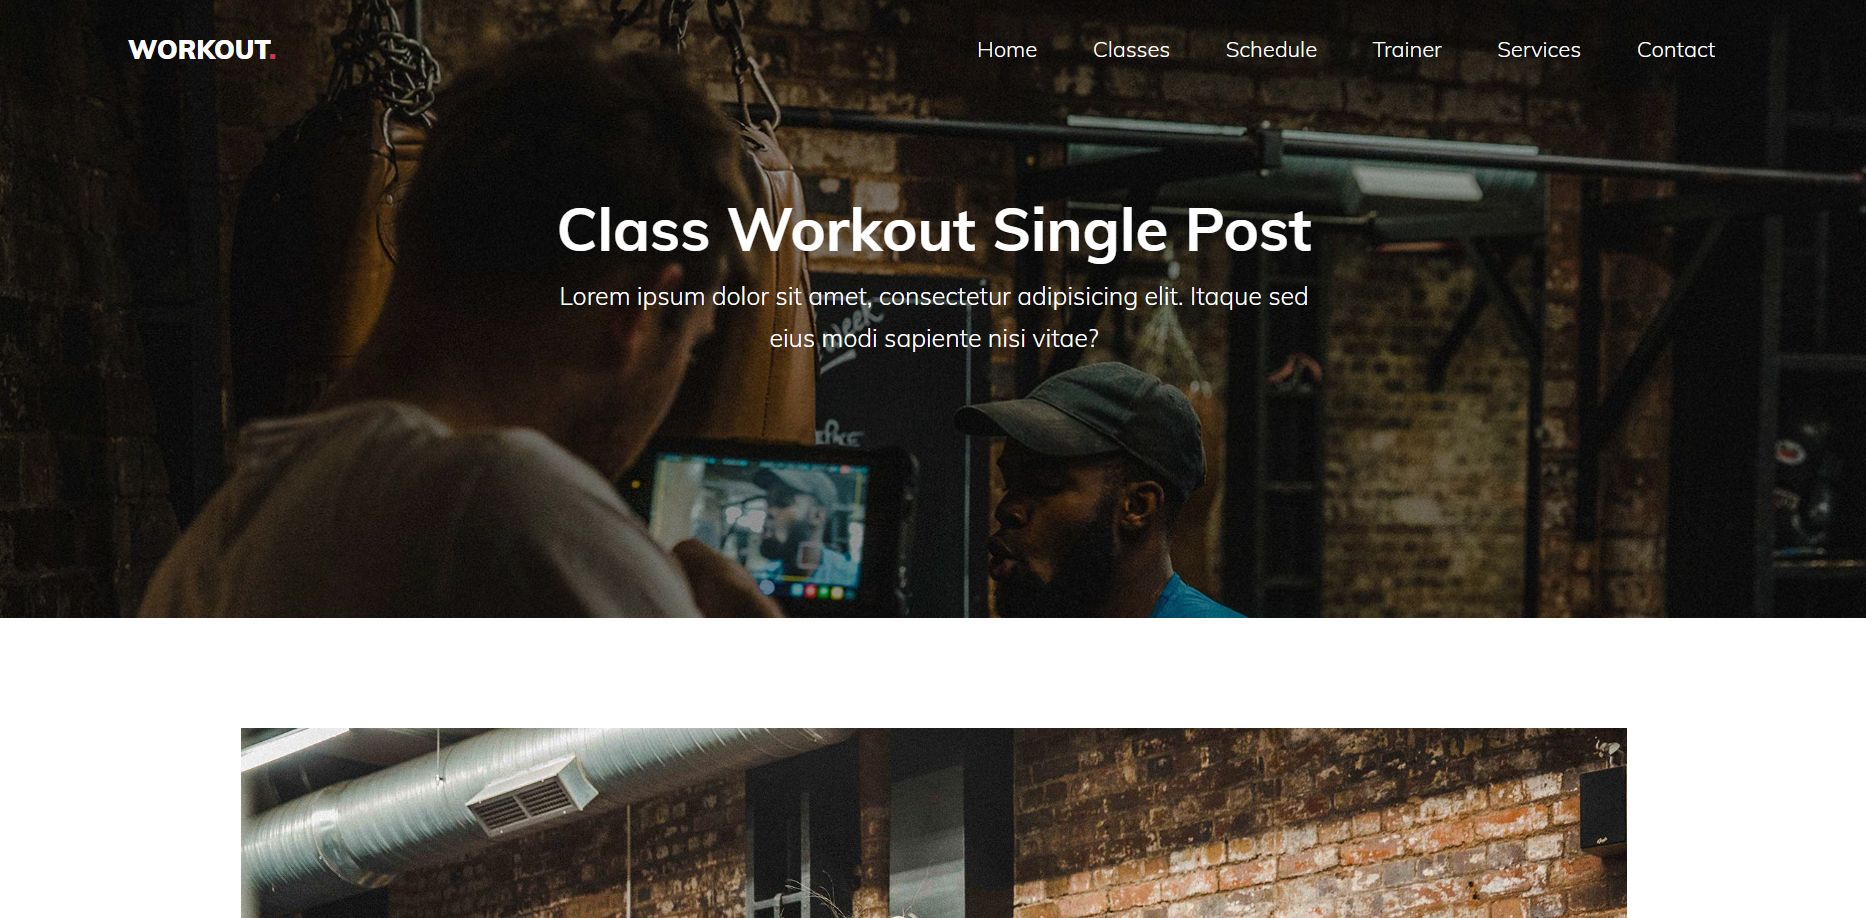 WORKOUT.
Home
Classes
Schedule
Trainer
Services
Contact
Class Workout Single Post
Lorem ipsum dolor sit amet, consectetur adipisicing elit. Itaque sed
eius modi sapiente nisi vitae?
week